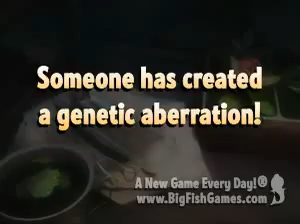 Someone has created
a genetic aberration!
A New Game Every Day!®
www.BigFishGames.com